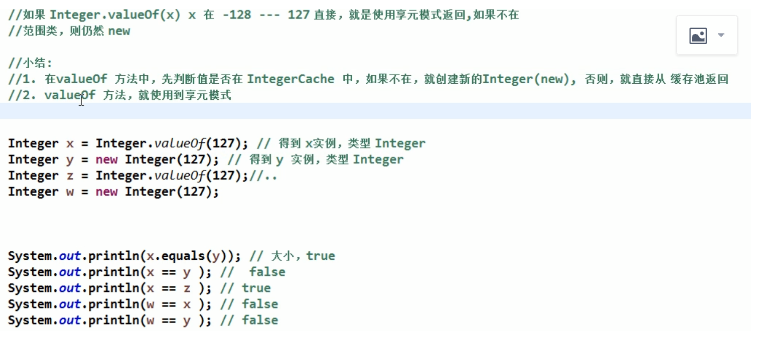 //如果 Integer.valueOf(x) x 在 -128 --- 127 直接，就是使用享元模式返回,如果不在
//范围类，则仍然 new
//小结:
//1. 在valueOf 方法中，先判断值是否在 IntegerCache 中，如果不在，就创建新的Integer(new), 否则，就直接从 缓存池返回
//2. valueOf 方法，就使用到享元模式
Integer x = Integer.valueOf(127); // 得到 x实例，类型 Integer
Integer y = new Integer(127); // 得到 y 实例，类型 Integer
Integer z = Integer.valueOf(127);//..
Integer w = new Integer(127);
System.out.println(x.equals(y)); // 大小，true
System.out.println(x == y ); //  false
System.out.println(x == z ); // true
System.out.println(w == x ); // false
System.out.println(w == y ); // false